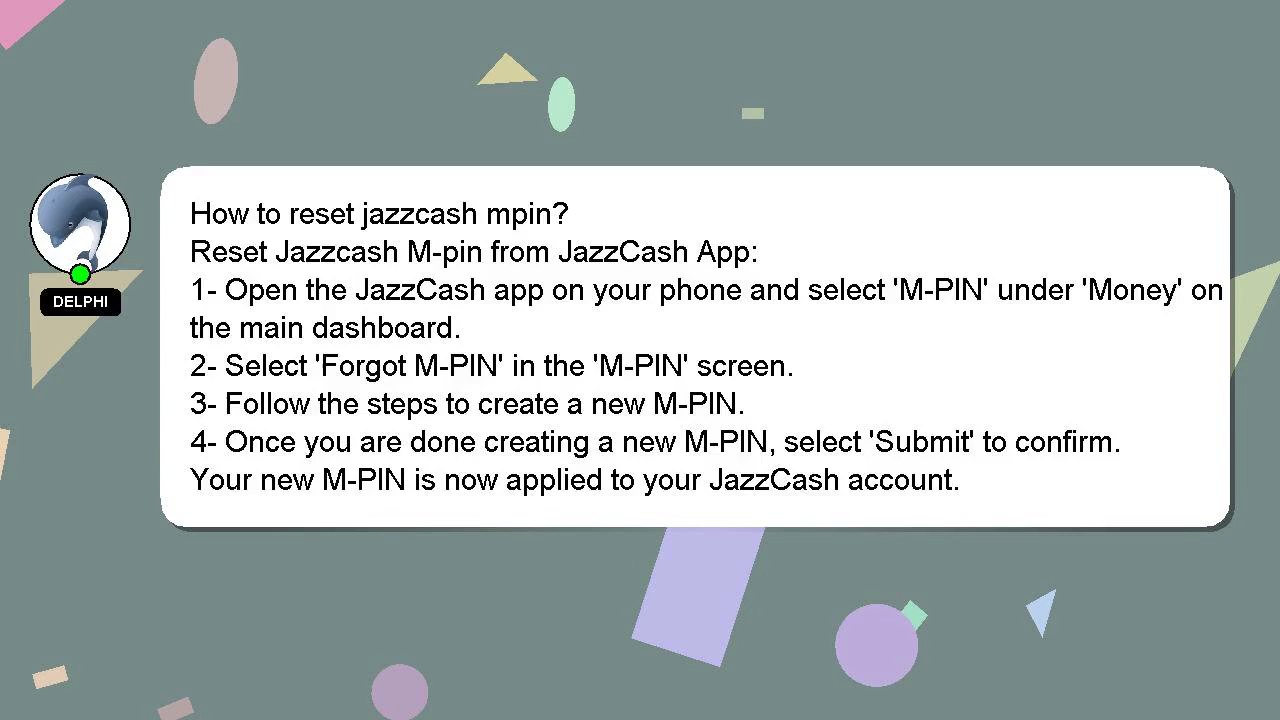 DELPHI
How to reset jazzcash mpin?
Reset Jazzcash M-pin from JazzCash App:
1- Open the JazzCash app on your phone and select 'M-PIN' under 'Money' on
the main dashboard.
2- Select 'Forgot M-PIN' in the 'M-PIN' screen.
3- Follow the steps to create a new M-PIN.
4- Once you are done creating a new M-PIN, select 'Submit' to confirm.
Your new M-PIN is now applied to your JazzCash account.